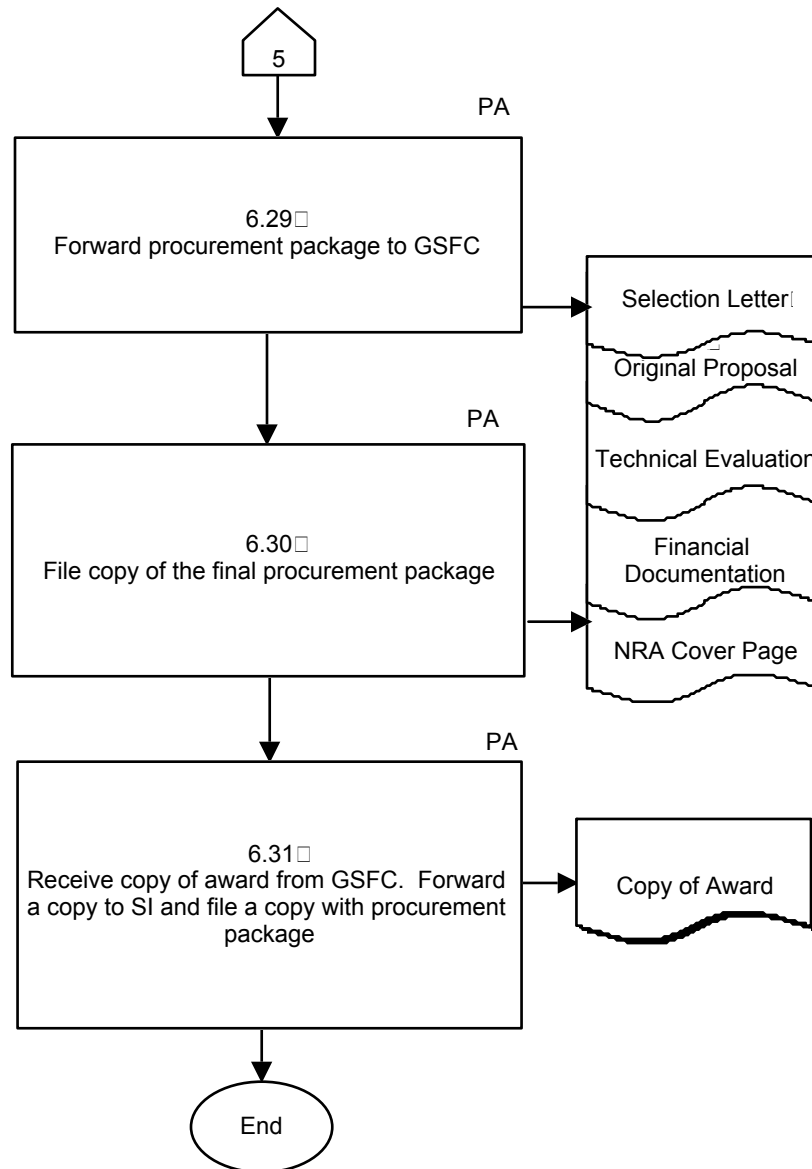 5
PA
6.29
Forward procurement package to GSFC
Selection Letter
Original Proposal
Technical Evaluation
Financial
Documentation
NRA Cover Page
PA
6.30
File copy of the final procurement package
PA
6.31
Receive copy of award from GSFC. Forward
a copy to SI and file a copy with procurement
package
Copy of Award
End